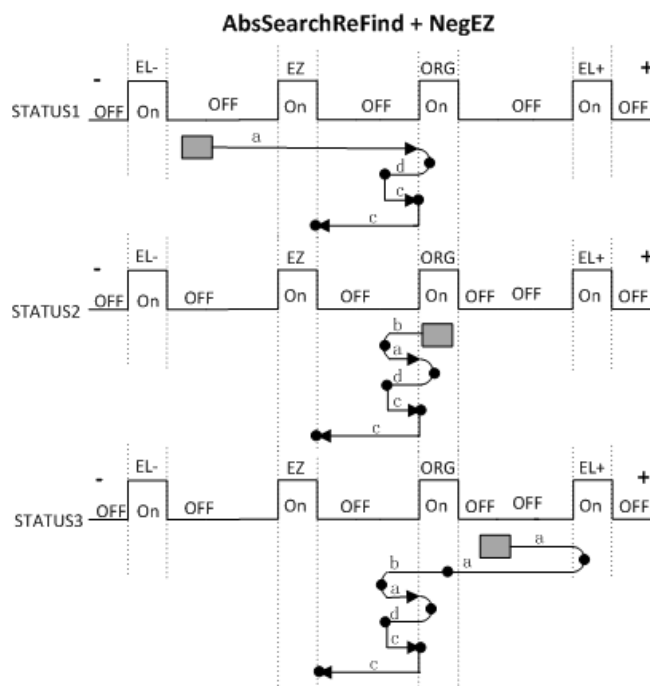 AbsSearchReFind + NegEZ
- EL- EZ ORG EL+ +
STATUS1 OFF On OFF On OFF On OFF On OFF
a
d
c
c
- EL- EZ ORG EL+ +
STATUS2 OFF On OFF On OFF On OFF OFF On OFF
b
a
d
c
c
- EL- EZ ORG EL+ +
STATUS3 OFF On OFF On OFF On OFF OFF On OFF
a
b a
a
d
c
c